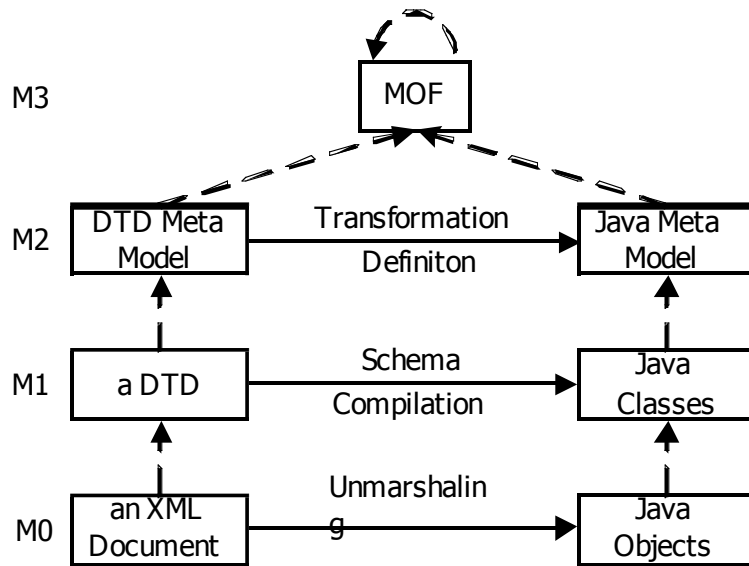 M3
MOF
M2
DTD Meta
Model
Transformation
Definiton
Java Meta
Model
M1
a DTD
Schema
Compilation
Java
Classes
M0
an XML
Document
Unmarshalin
g
Java
Objects